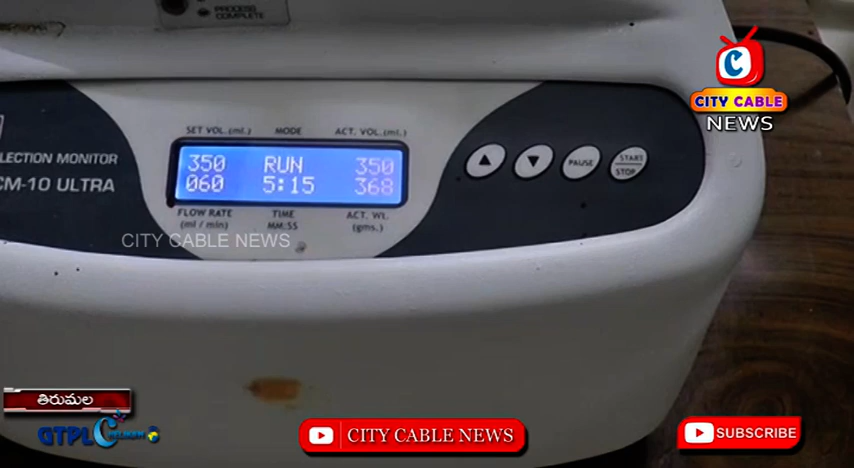 PROCESS
COMPLETE
C
CITY CABLE
NEWS
SET VOL.(ml.) MODE ACT. VOL.(ml.)
350 RUN 350
060 5:15 368
FLOW RATE TIME ACT. Wt.
(ml / min) MM:SS (gms.)
LECTION MONITOR
CM-10 ULTRA
PAUSE
START
STOP
CITY CABLE NEWS
తిరుమల
GTPL
CITY CABLE NEWS
SUBSCRIBE